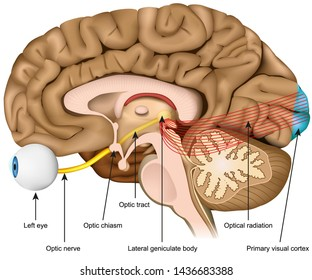 Optic tract
Left eye
Optic chiasm
Optical radiation
Optic nerve
Lateral geniculate body
Primary visual cortex
shutterstock.com · 1436683388